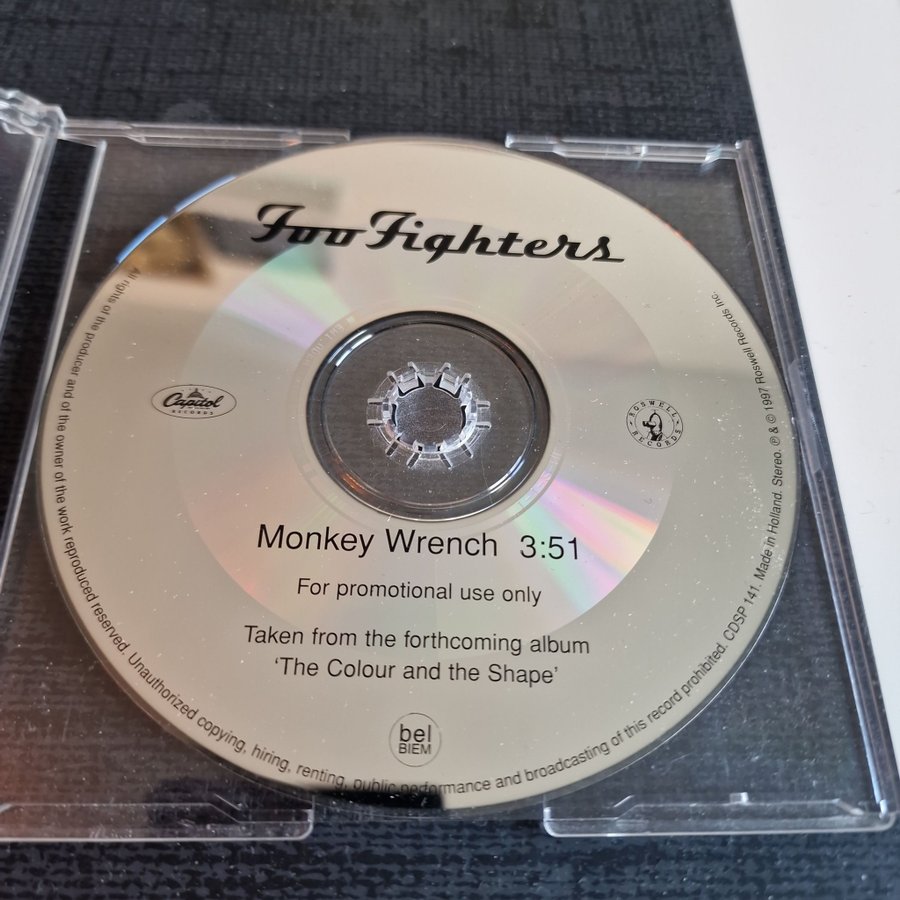 Foo Fighters
Capitol
RECORDS
ROSWELL
RECORDS
Monkey Wrench 3:51
For promotional use only
Taken from the forthcoming album
‘The Colour and the Shape’
bel
BIEM
All rights of the producer and of the owner of the work reproduced reserved. Unauthorized copying, hiring, renting, public performance and broadcasting of this record prohibited. CDSP 141. Made in Holland. Stereo. ℗ & © 1997 Roswell Records Inc.